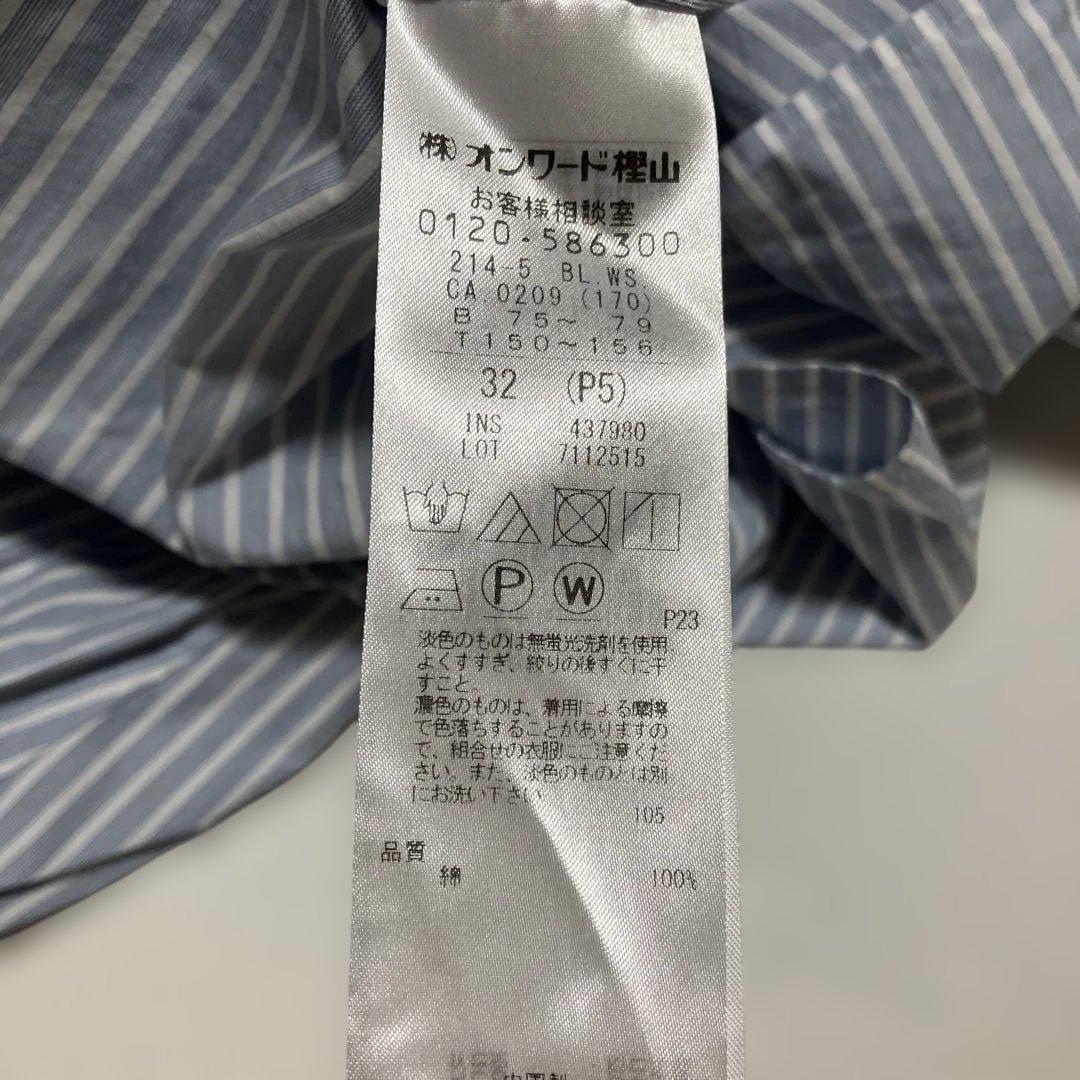 (株)オンワード樫山
お客様相談室
0120-586300
214-5 BL.WS.
CA.0209 (170)
B 75～ 79
T150～156
32 (P5)
INS 437980
LOT 7112515
P
W
P23
淡色のものは無蛍光洗剤を使用、
よくすすぎ、絞りの後すぐに干
すこと。
濃色のものは、着用による摩擦
で色落ちすることがありますの
で、組合せの衣服にご注意くだ
さい。また、淡色のものとは別
にお洗い下さい。
105
品質
綿 100%
中国製